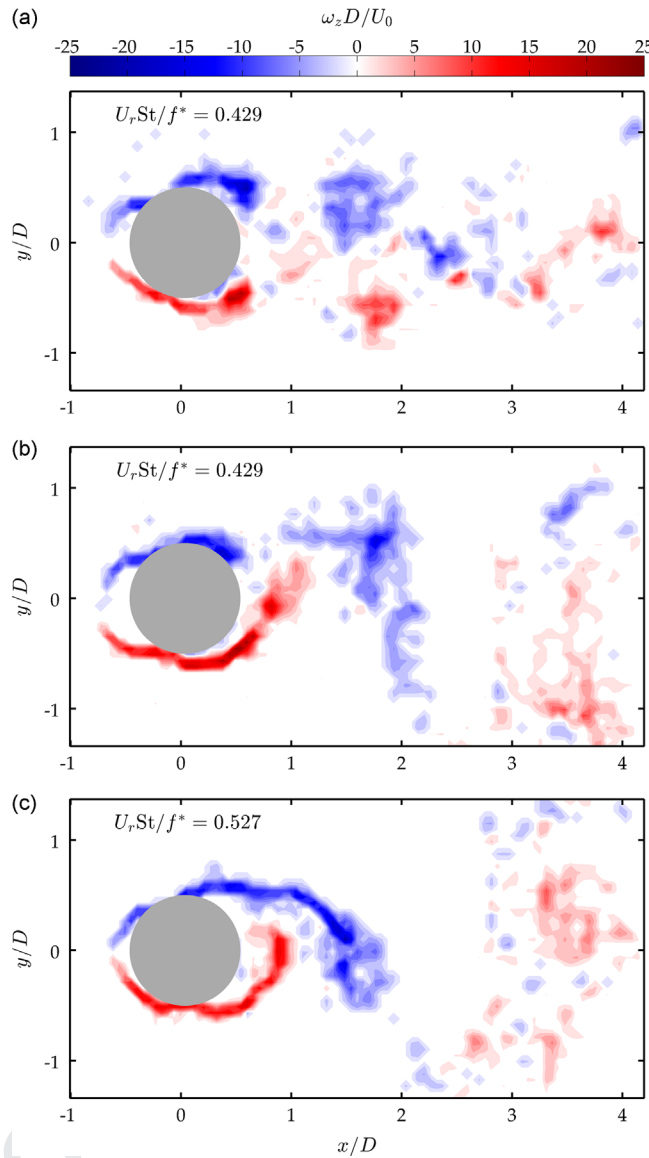 (a)
ω_z D/U_0
-25 -20 -15 -10 -5 0 5 10 15 20 25
U_rSt/f* = 0.429
1
0
-1
y/D
-1 0 1 2 3 4
(b)
U_rSt/f* = 0.429
1
0
-1
y/D
-1 0 1 2 3 4
(c)
U_rSt/f* = 0.527
1
0
-1
y/D
-1 0 1 2 3 4
x/D